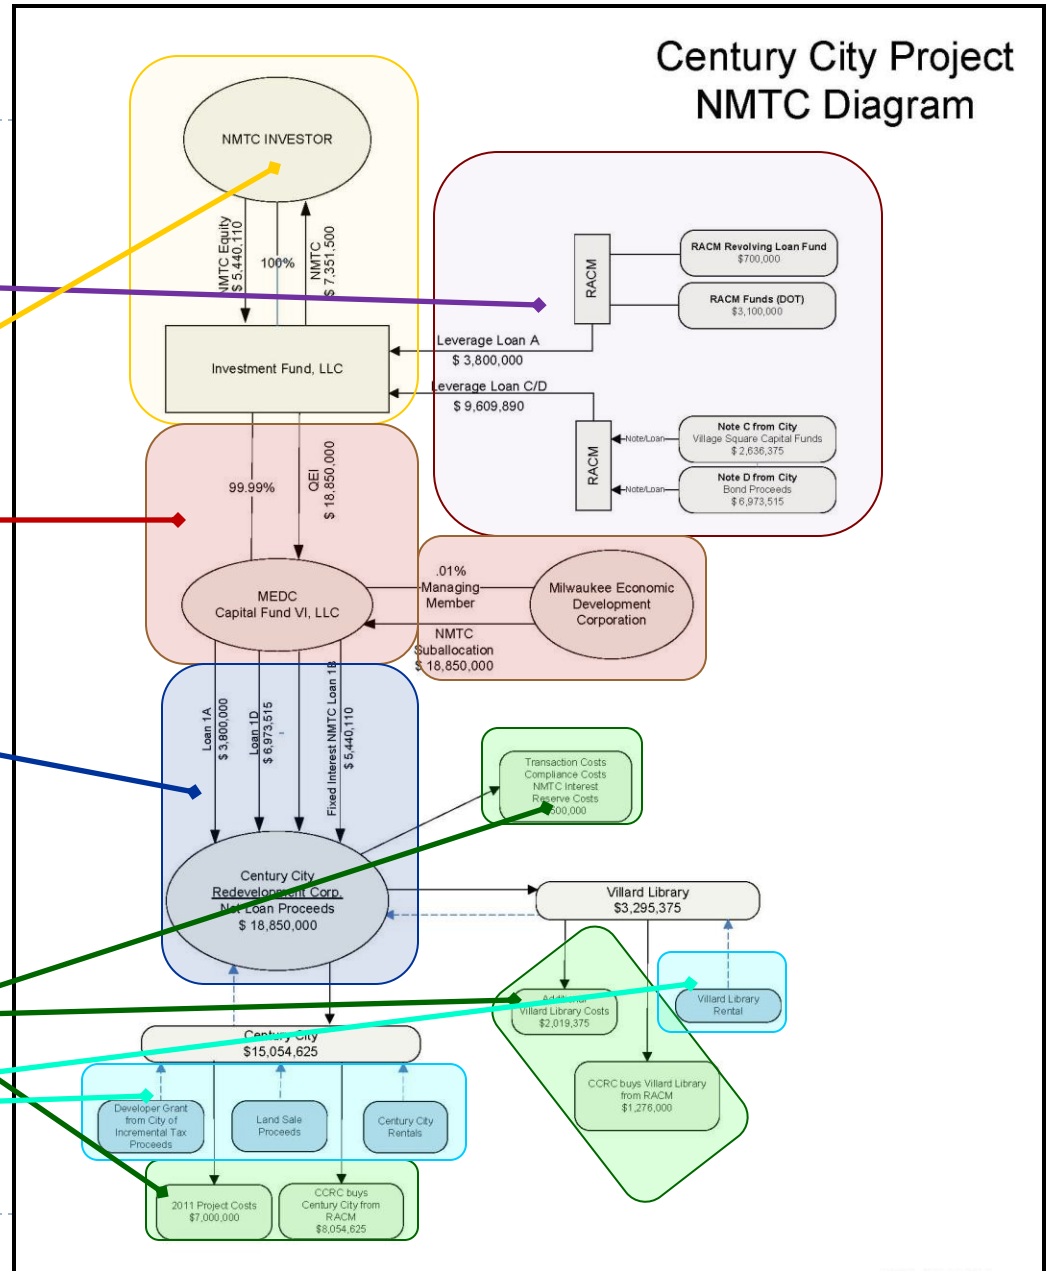 Century City Project
NMTC Diagram
NMTC INVESTOR
NMTC Equity
$ 5,440,110
100%
NMTC
$ 7,351,500
Investment Fund, LLC
RACM
RACM Revolving Loan Fund
$700,000
RACM Funds (DOT)
$3,100,000
Leverage Loan A
$ 3,800,000
Leverage Loan C/D
$ 9,609,890
RACM
Note/Loan
Note C from City
Village Square Capital Funds
$ 2,636,375
Note/Loan
Note D from City
Bond Proceeds
$ 6,973,515
99.99%
QEI
$ 18,850,000
MEDC
Capital Fund VI, LLC
.01%
Managing
Member
NMTC
Suballocation
$ 18,850,000
Milwaukee Economic
Development
Corporation
Loan 1A
$ 3,800,000
Loan 1D
$ 6,973,515
Fixed Interest NMTC Loan 1B
$ 5,440,110
Transaction Costs
Compliance Costs
NMTC Interest
Reserve Costs
500,000
Century City
Redevelopment Corp.
Net Loan Proceeds
$ 18,850,000
Villard Library
$3,295,375
Additional
Villard Library Costs
$2,019,375
Villard Library
Rental
CCRC buys Villard Library
from RACM
$1,276,000
Century City
$15,054,625
Developer Grant
from City of
Incremental Tax
Proceeds
Land Sale
Proceeds
Century City
Rentals
2011 Project Costs
$7,000,000
CCRC buys
Century City from
RACM
$8,054,625